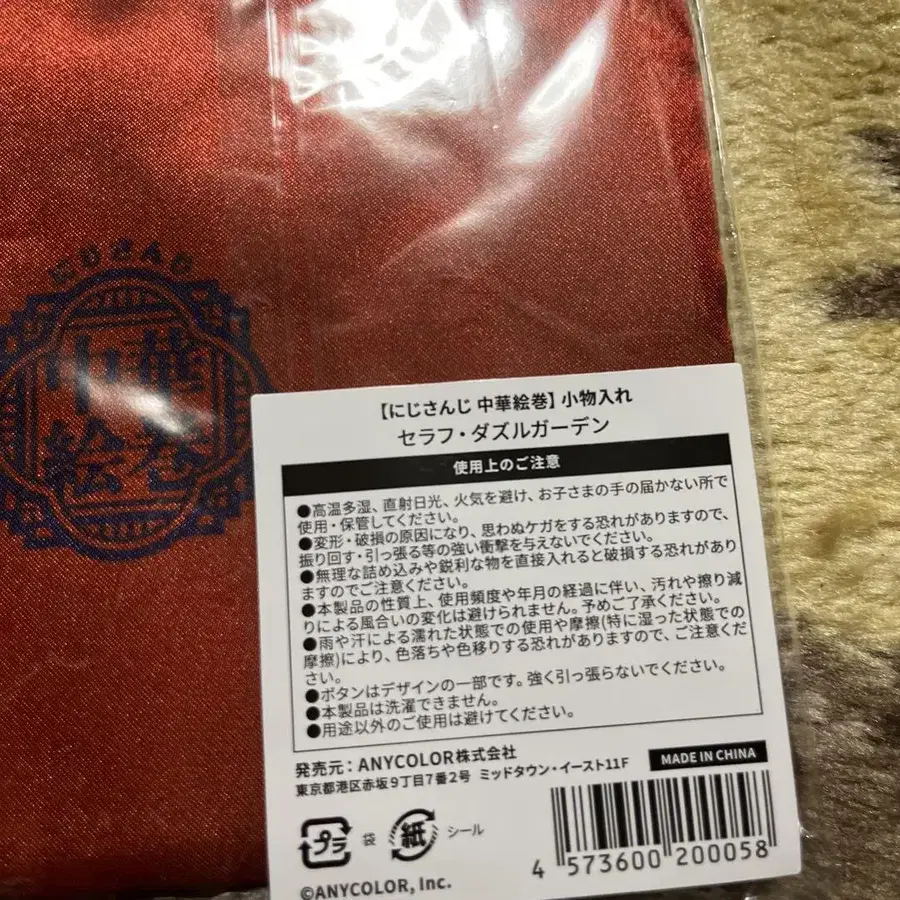 にじさんじ
中華
絵巻
【にじさんじ 中華絵巻】小物入れ
セラフ・ダズルガーデン
使用上のご注意
●高温多湿、直射日光、火気を避け、お子さまの手の届かない所で
使用・保管してください。
●変形・破損の原因になり、思わぬケガをする恐れがありますので、
振り回す・引っ張る等の強い衝撃を与えないでください。
●無理な詰め込みや鋭利な物を直接入れると破損する恐れがあり
ますのでご注意ください。
●本製品の性質上、使用頻度や年月の経過に伴い、汚れや擦り減
りによる風合いの変化は避けられません。予めご了承ください。
●雨や汗による濡れた状態での使用や摩擦(特に湿った状態での
摩擦)により、色落ちや色移りする恐れがありますので、ご注意くだ
さい。
●ボタンはデザインの一部です。強く引っ張らないでください。
●本製品は洗濯できません。
●用途以外のご使用は避けてください。
発売元:ANYCOLOR株式会社
東京都港区赤坂9丁目7番2号 ミッドタウン・イースト11F
MADE IN CHINA
プラ 袋 紙 シール
4 573600 200058
©ANYCOLOR, Inc.